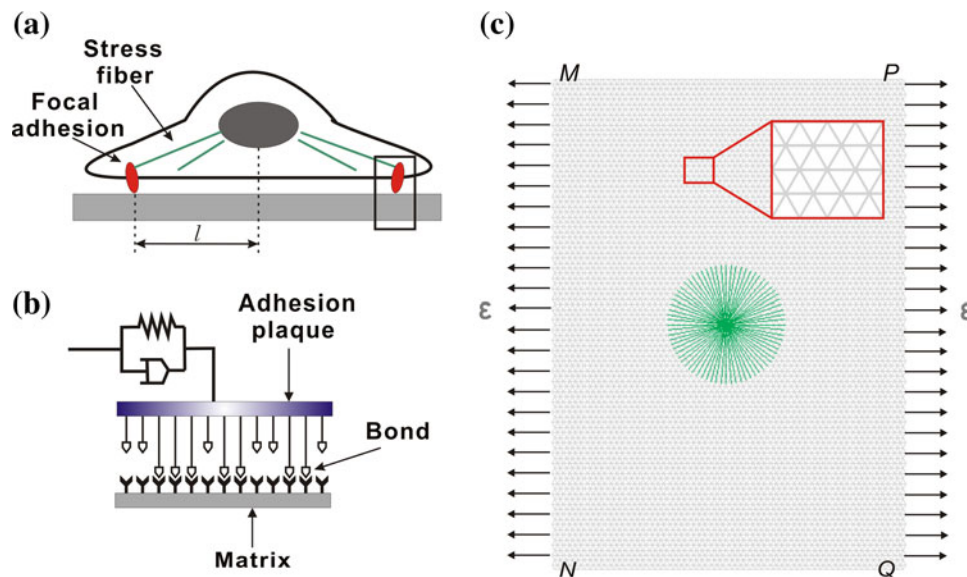 (a)
Stress
fiber
Focal
adhesion
l
(b)
Adhesion
plaque
Bond
Matrix
(c)
M
P
ε
ε
N
Q